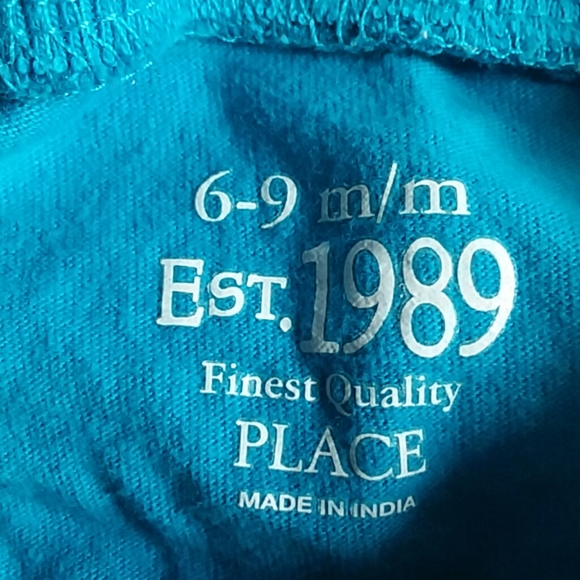 6-9 m/m
EST. 1989
Finest Quality
PLACE
MADE IN INDIA